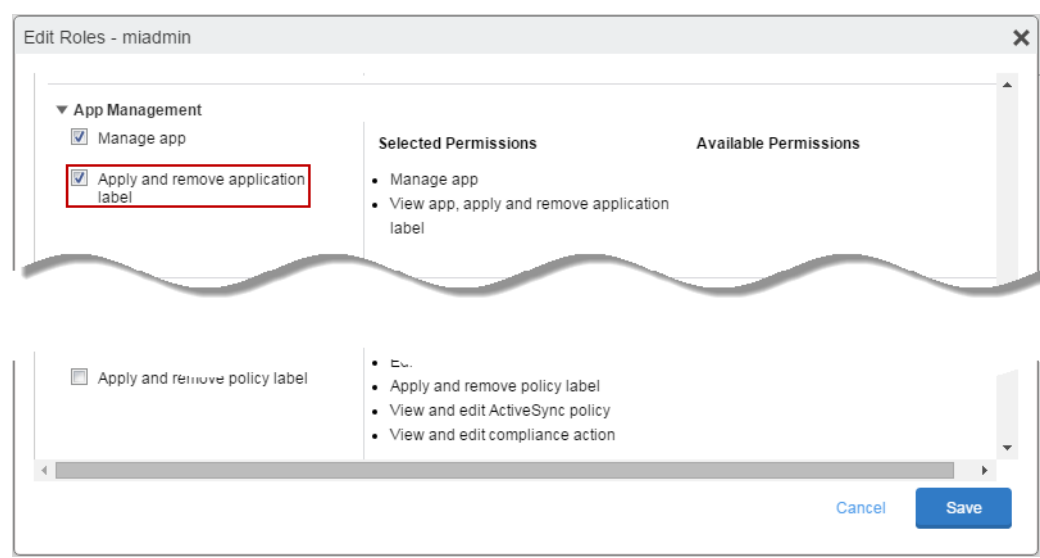 Edit Roles - miadmin
App Management
Manage app
Selected Permissions
Available Permissions
Apply and remove application
label
Manage app
View app, apply and remove application
label
Apply and remove policy label
Apply and remove policy label
View and edit ActiveSync policy
View and edit compliance action
Cancel
Save